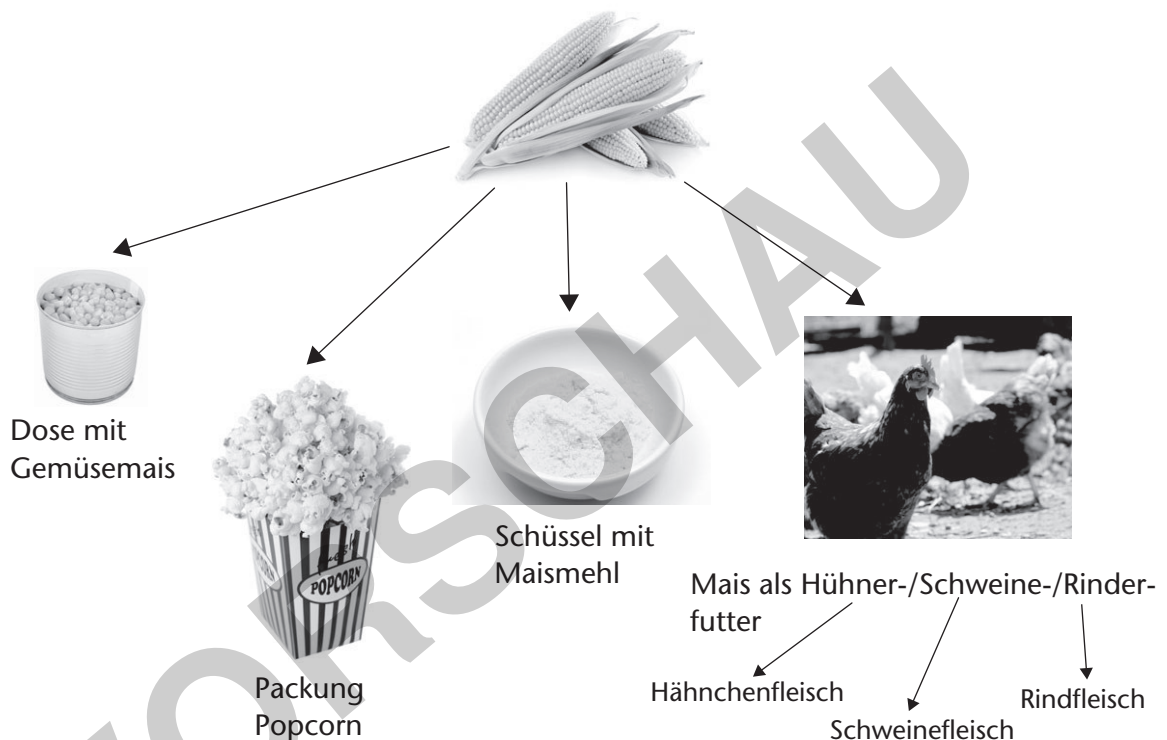 VORSCHAU
Dose mit
Gemüsemais
POPCORN
Packung
Popcorn
Schüssel mit
Maismehl
Mais als Hühner-/Schweine-/Rinder-
futter
Hähnchenfleisch
Schweinefleisch
Rindfleisch